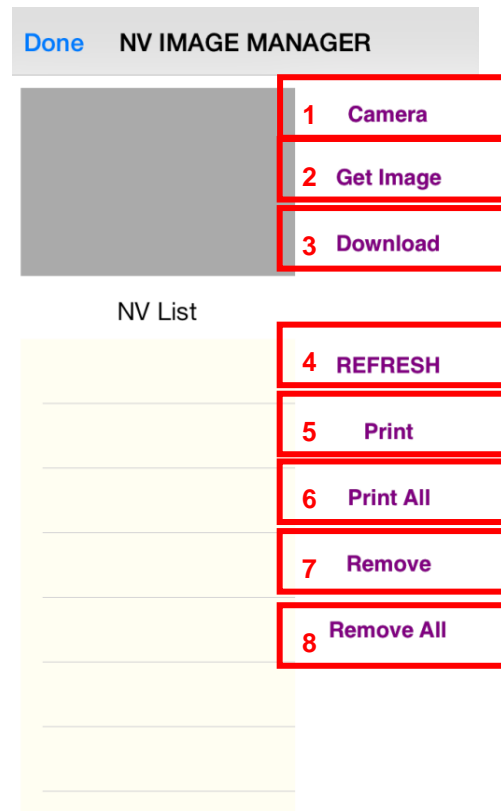 Done NV IMAGE MANAGER
1 Camera
2 Get Image
3 Download
NV List
4 REFRESH
5 Print
6 Print All
7 Remove
8 Remove All